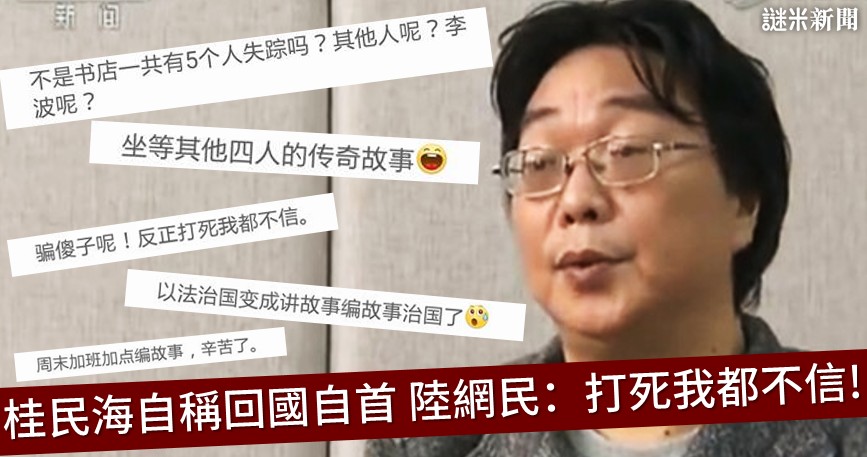 新闻
謎米新聞
不是书店一共有5个人失踪吗？其他人呢？李
波呢？
坐等其他四人的传奇故事😄
骗傻子呢！反正打死我都不信。
以法治国变成讲故事编故事治国了😰
周末加班加点编故事，辛苦了。
桂民海自稱回國自首 陸網民：打死我都不信！